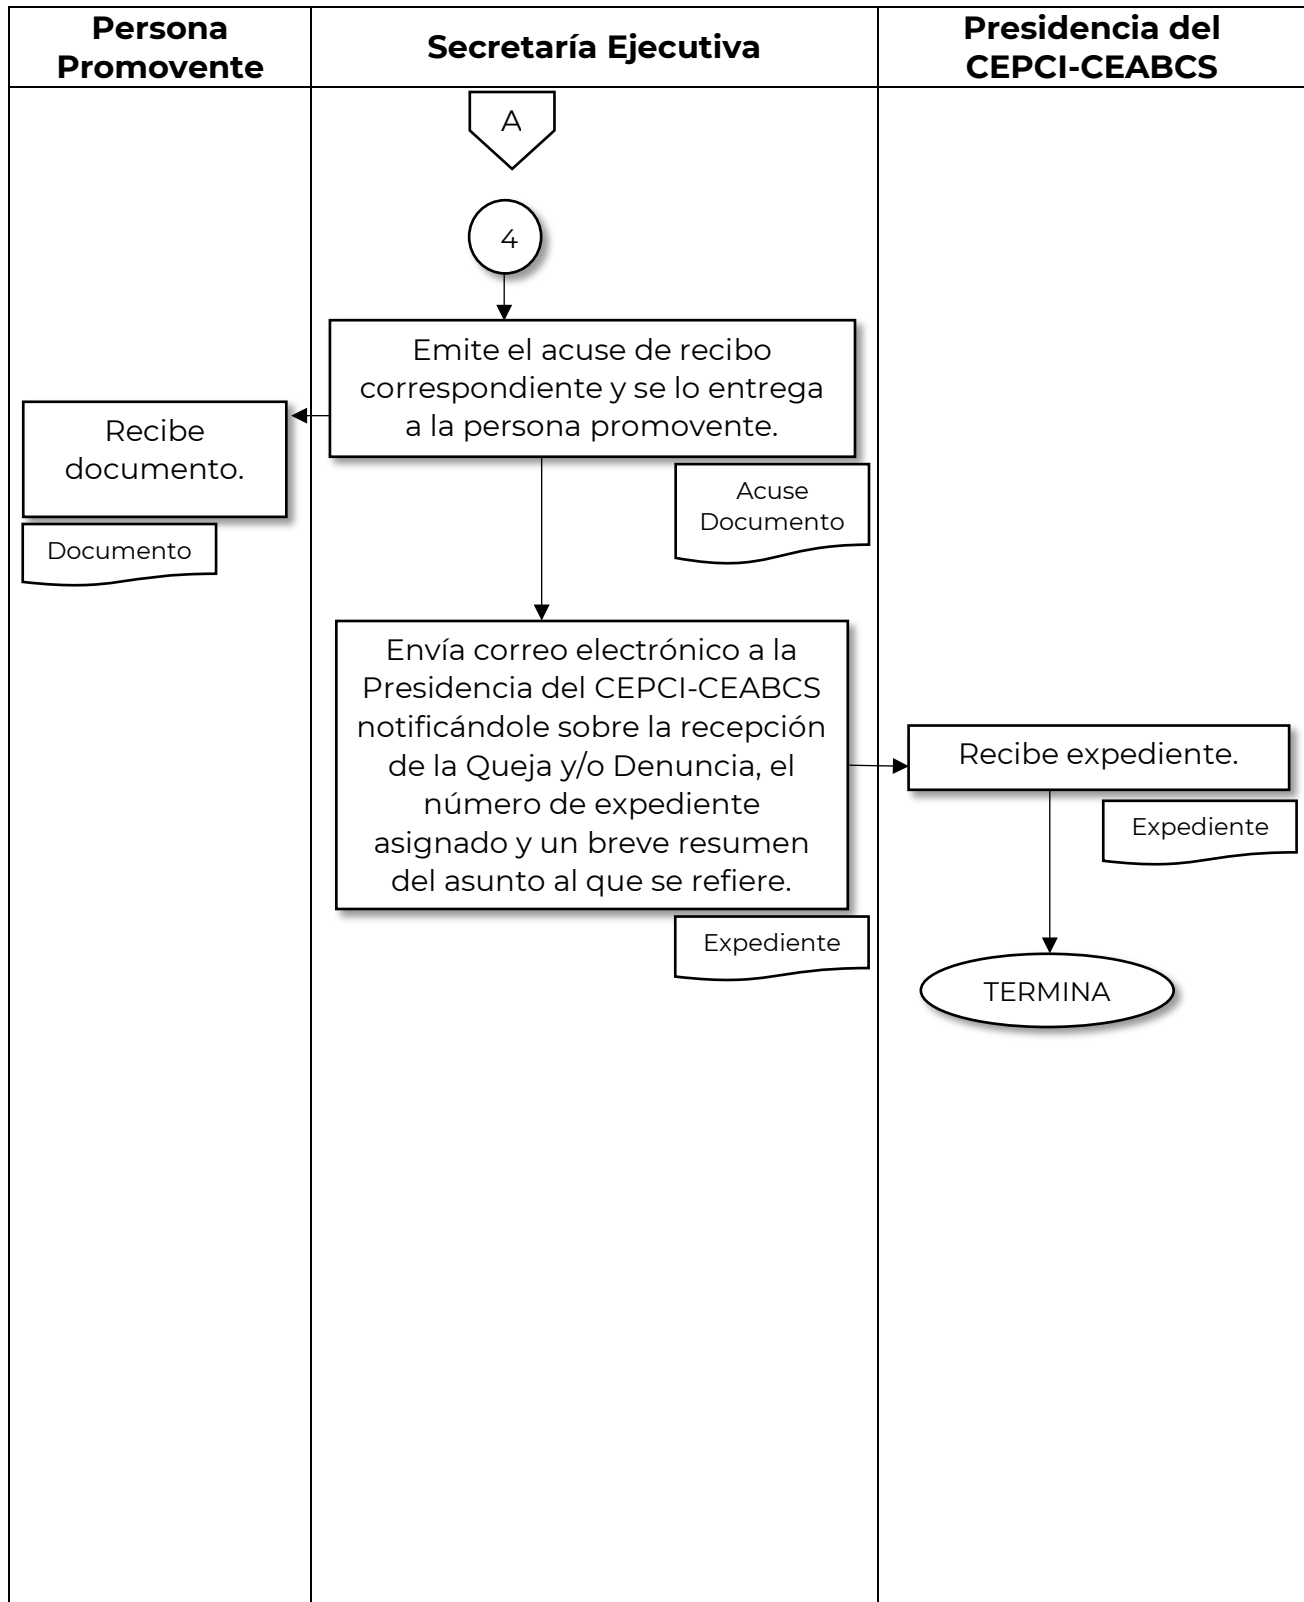 Persona
Promovente
Secretaría Ejecutiva
Presidencia del
CEPCI-CEABCS
A
4
Emite el acuse de recibo
correspondiente y se lo entrega
a la persona promovente.
Recibe
documento.
Acuse
Documento
Documento
Envía correo electrónico a la
Presidencia del CEPCI-CEABCS
notificándole sobre la recepción
de la Queja y/o Denuncia, el
número de expediente
asignado y un breve resumen
del asunto al que se refiere.
Recibe expediente.
Expediente
Expediente
TERMINA